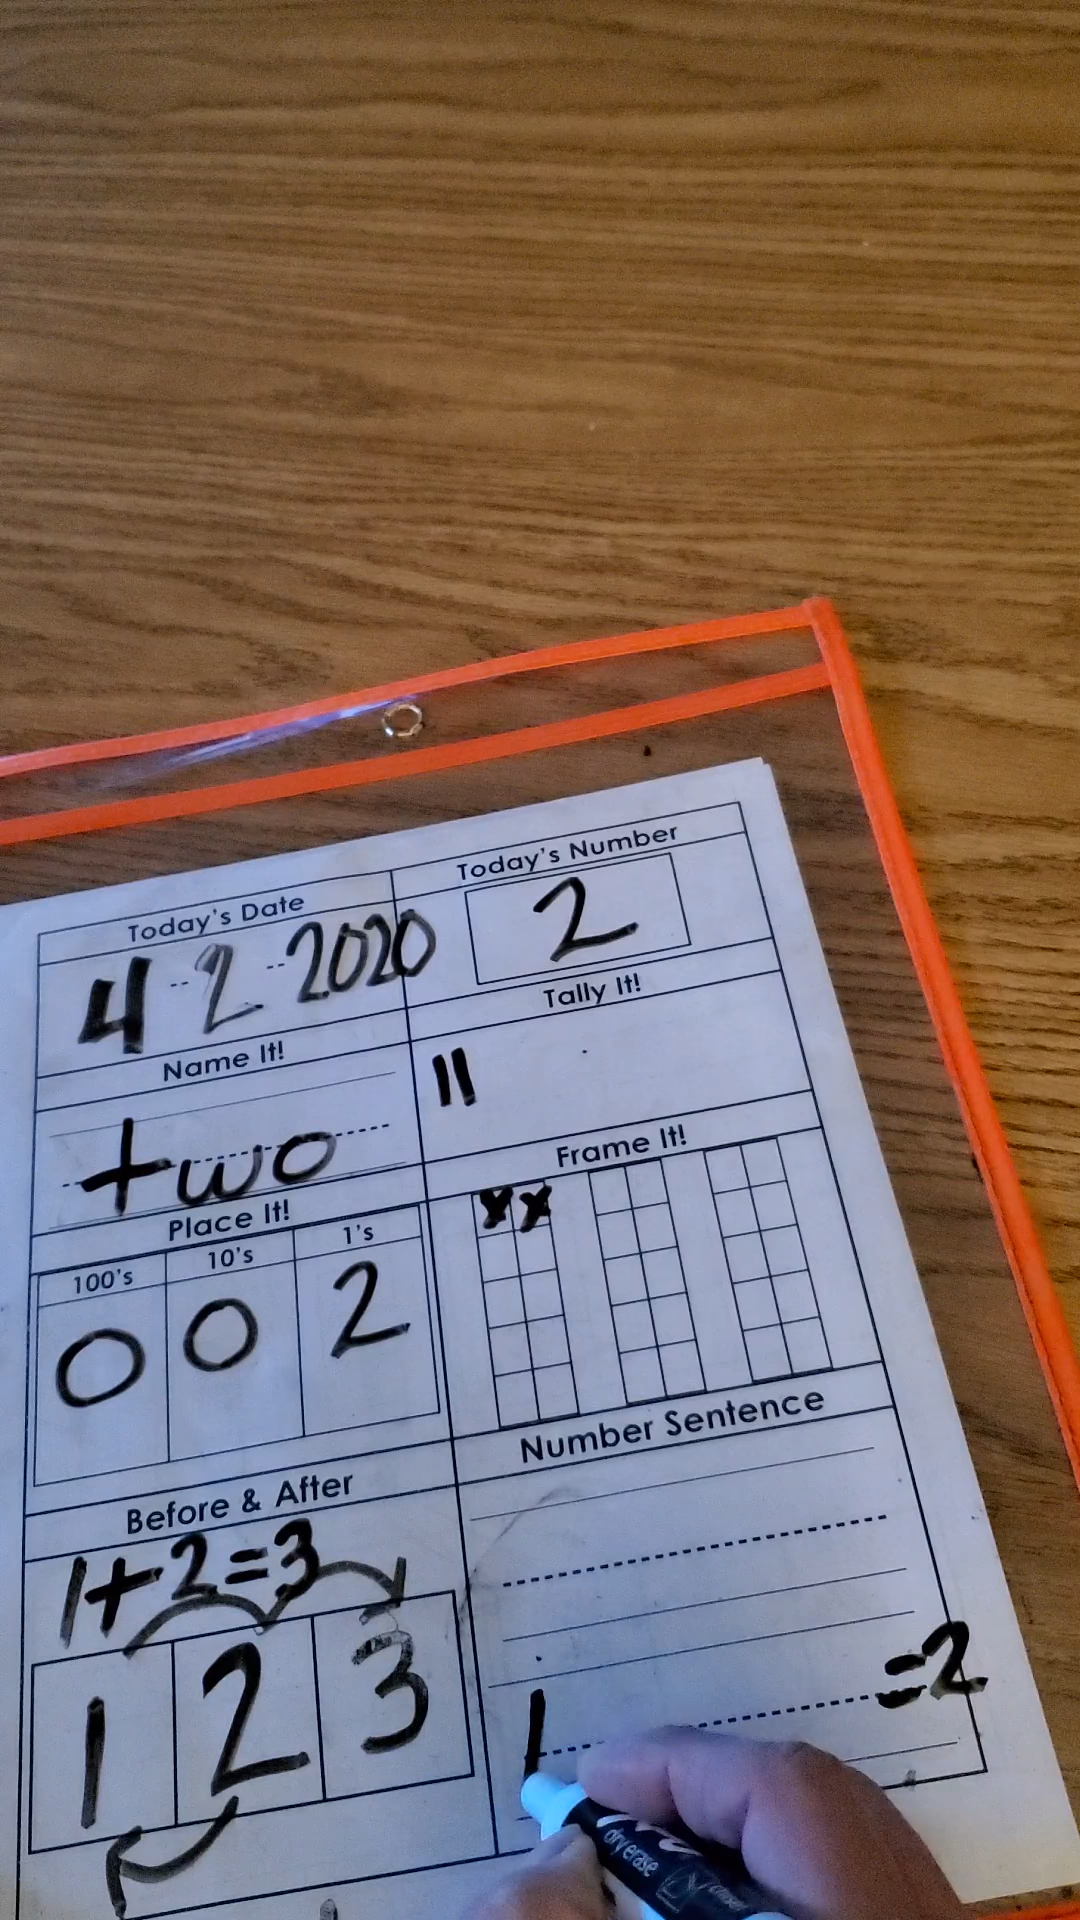 Today's Date
4-2-2020
Today's Number
2
Name It!
two
Tally It!
||
Place It!
100's 10's 1's
0 0 2
Frame It!
x x
Before & After
1+2=3
1 2 3
Number Sentence
1 =2
dry erase